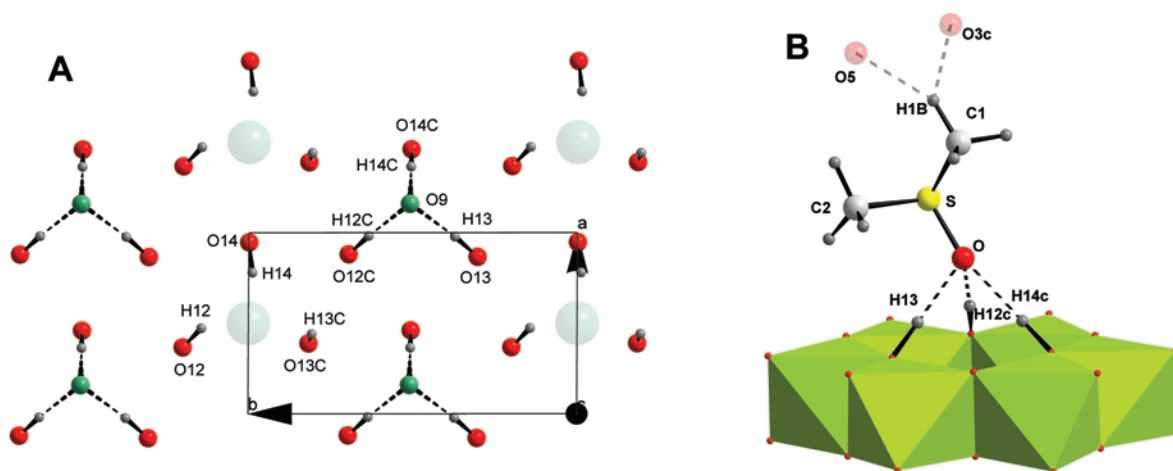 A
O14C
H14C
O9
H12C
H13
O14
O12C
O13
a
H14
H12
H13C
O12
O13C
b
c
B
O3c
O5
H1B
C1
C2
S
O
H13
H14c
H12c